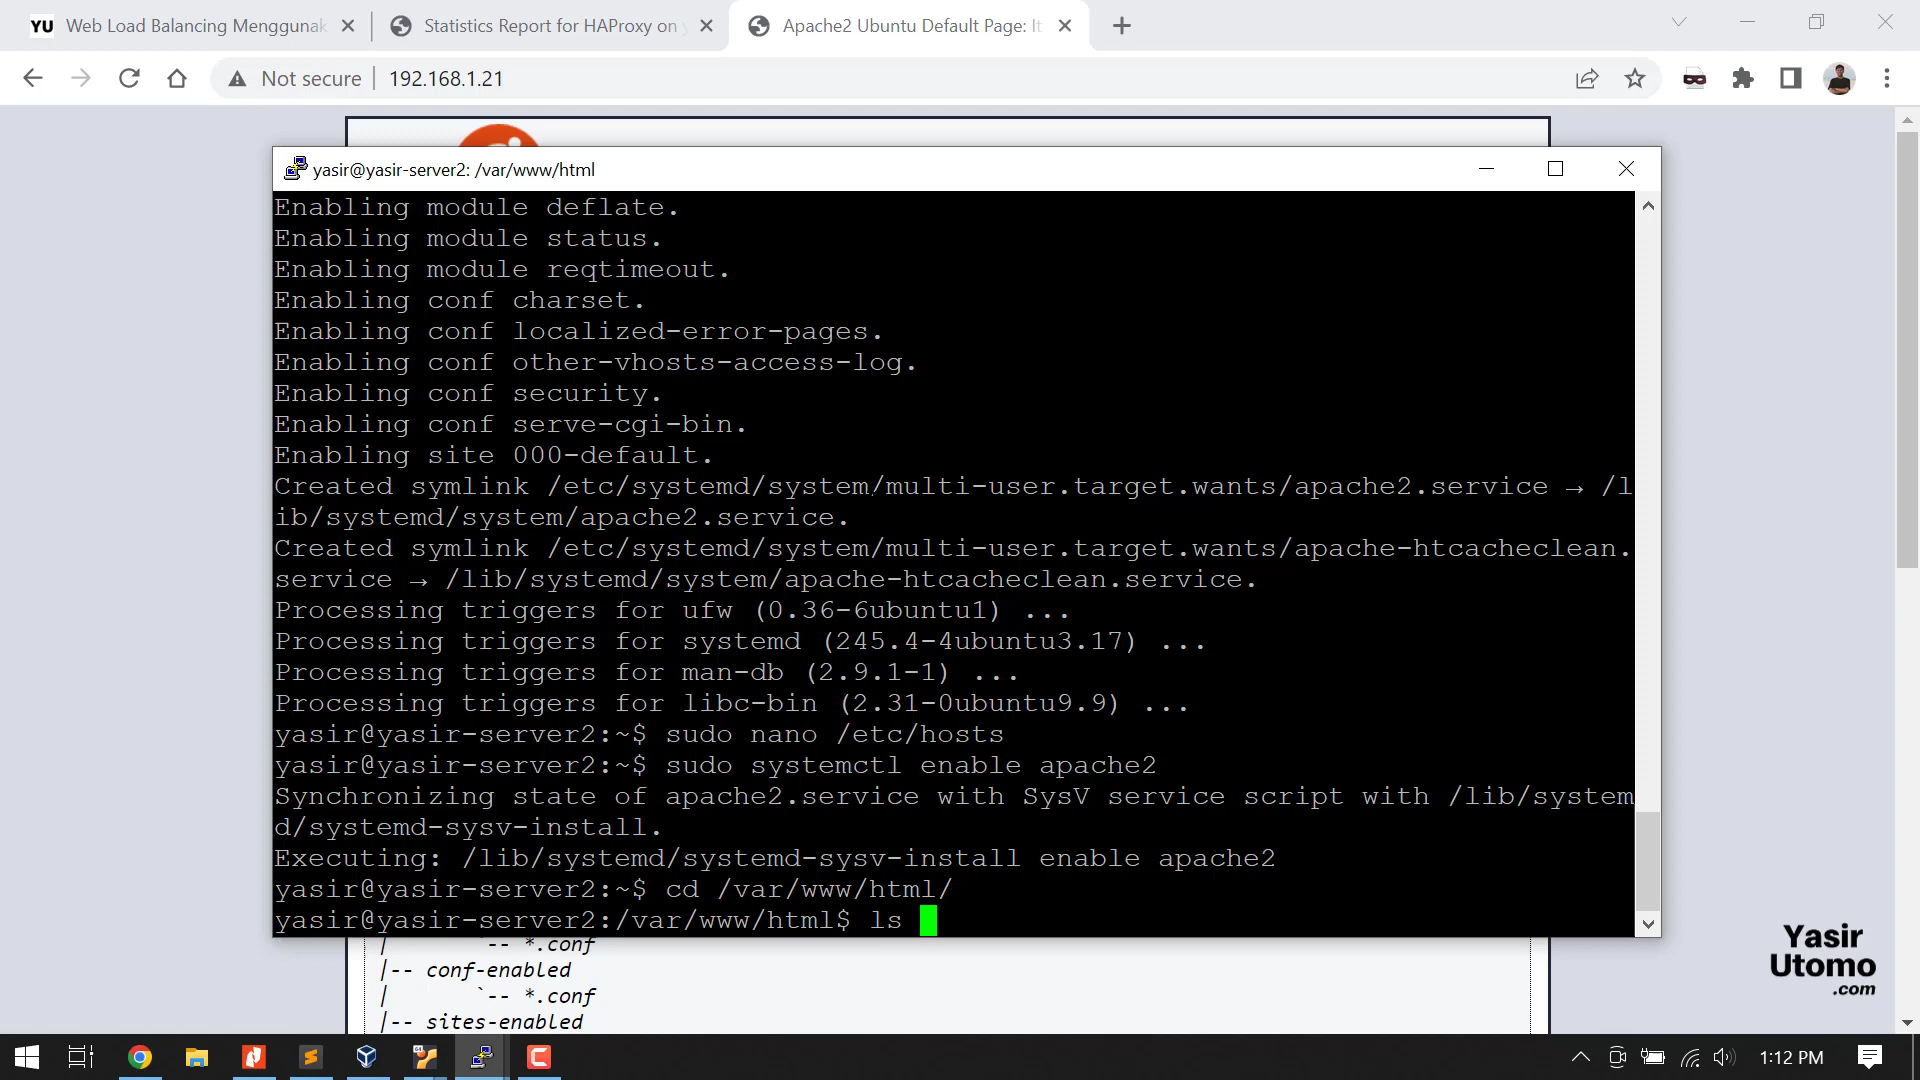 YU Web Load Balancing Menggunak
Statistics Report for HAProxy on y
Apache2 Ubuntu Default Page: It
Not secure 192.168.1.21
yasir@yasir-server2: /var/www/html
Enabling module deflate.
Enabling module status.
Enabling module reqtimeout.
Enabling conf charset.
Enabling conf localized-error-pages.
Enabling conf other-vhosts-access-log.
Enabling conf security.
Enabling conf serve-cgi-bin.
Enabling site 000-default.
Created symlink /etc/systemd/system/multi-user.target.wants/apache2.service → /l
ib/systemd/system/apache2.service.
Created symlink /etc/systemd/system/multi-user.target.wants/apache-htcacheclean.
service → /lib/systemd/system/apache-htcacheclean.service.
Processing triggers for ufw (0.36-6ubuntu1) ...
Processing triggers for systemd (245.4-4ubuntu3.17) ...
Processing triggers for man-db (2.9.1-1) ...
Processing triggers for libc-bin (2.31-0ubuntu9.9) ...
yasir@yasir-server2:~$ sudo nano /etc/hosts
yasir@yasir-server2:~$ sudo systemctl enable apache2
Synchronizing state of apache2.service with SysV service script with /lib/system
d/systemd-sysv-install.
Executing: /lib/systemd/systemd-sysv-install enable apache2
yasir@yasir-server2:~$ cd /var/www/html/
yasir@yasir-server2:/var/www/html$ ls
| `-- *.conf
|-- conf-enabled
| `-- *.conf
|-- sites-enabled
Yasir
Utomo
.com
1:12 PM